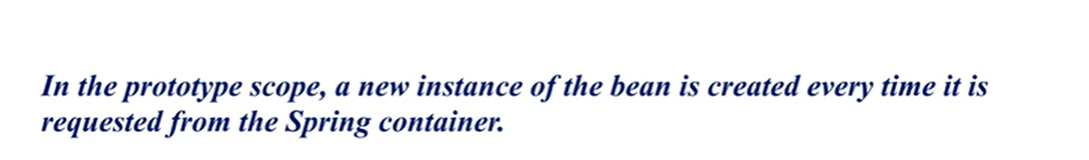 In the prototype scope, a new instance of the bean is created every time it is
requested from the Spring container.